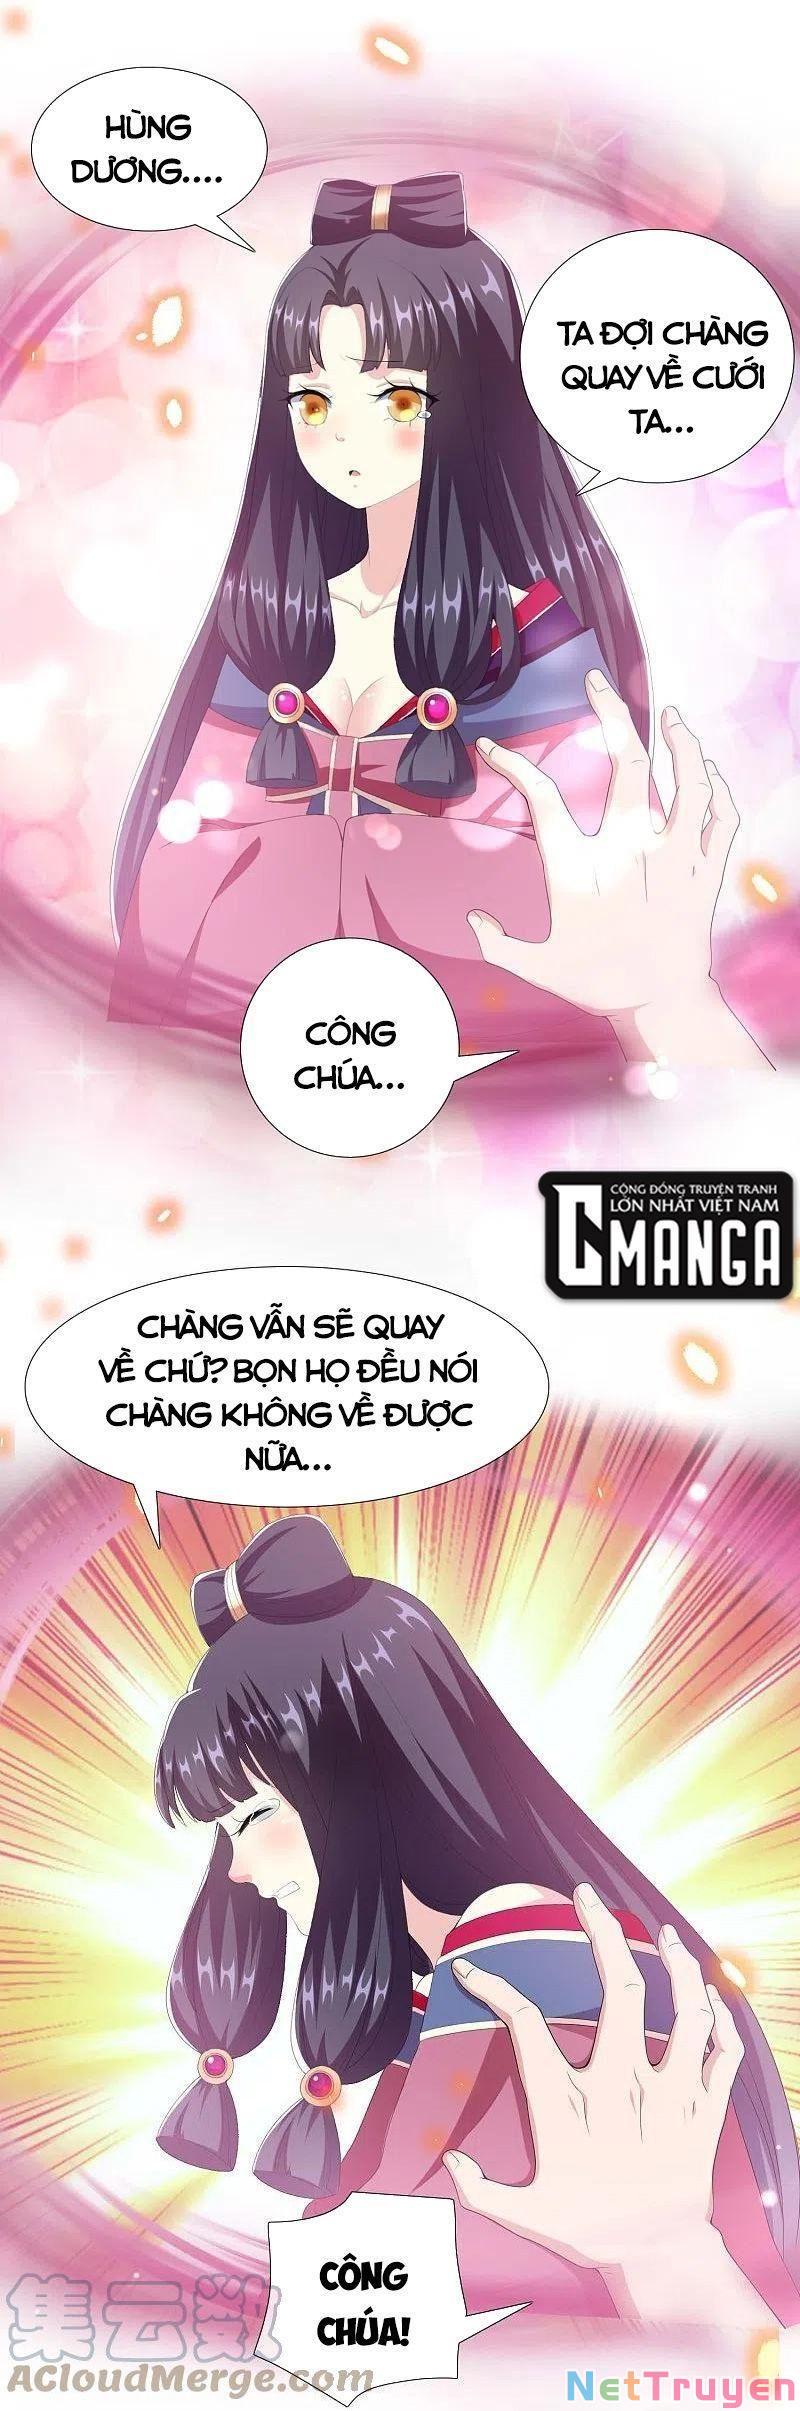 HÙNG
DƯƠNG....
TA ĐỢI CHÀNG
QUAY VỀ CƯỚI
TA...
CÔNG
CHÚA...
CỘNG ĐỒNG TRUYỆN TRANH
LỚN NHẤT VIỆT NAM
CMANGA
CHÀNG VẪN SẼ QUAY
VỀ CHỨ? BỌN HỌ ĐỀU NÓI
CHÀNG KHÔNG VỀ ĐƯỢC
NỮA...
CÔNG
CHÚA!
集云数
ACloudMerge.com
NetTruyen